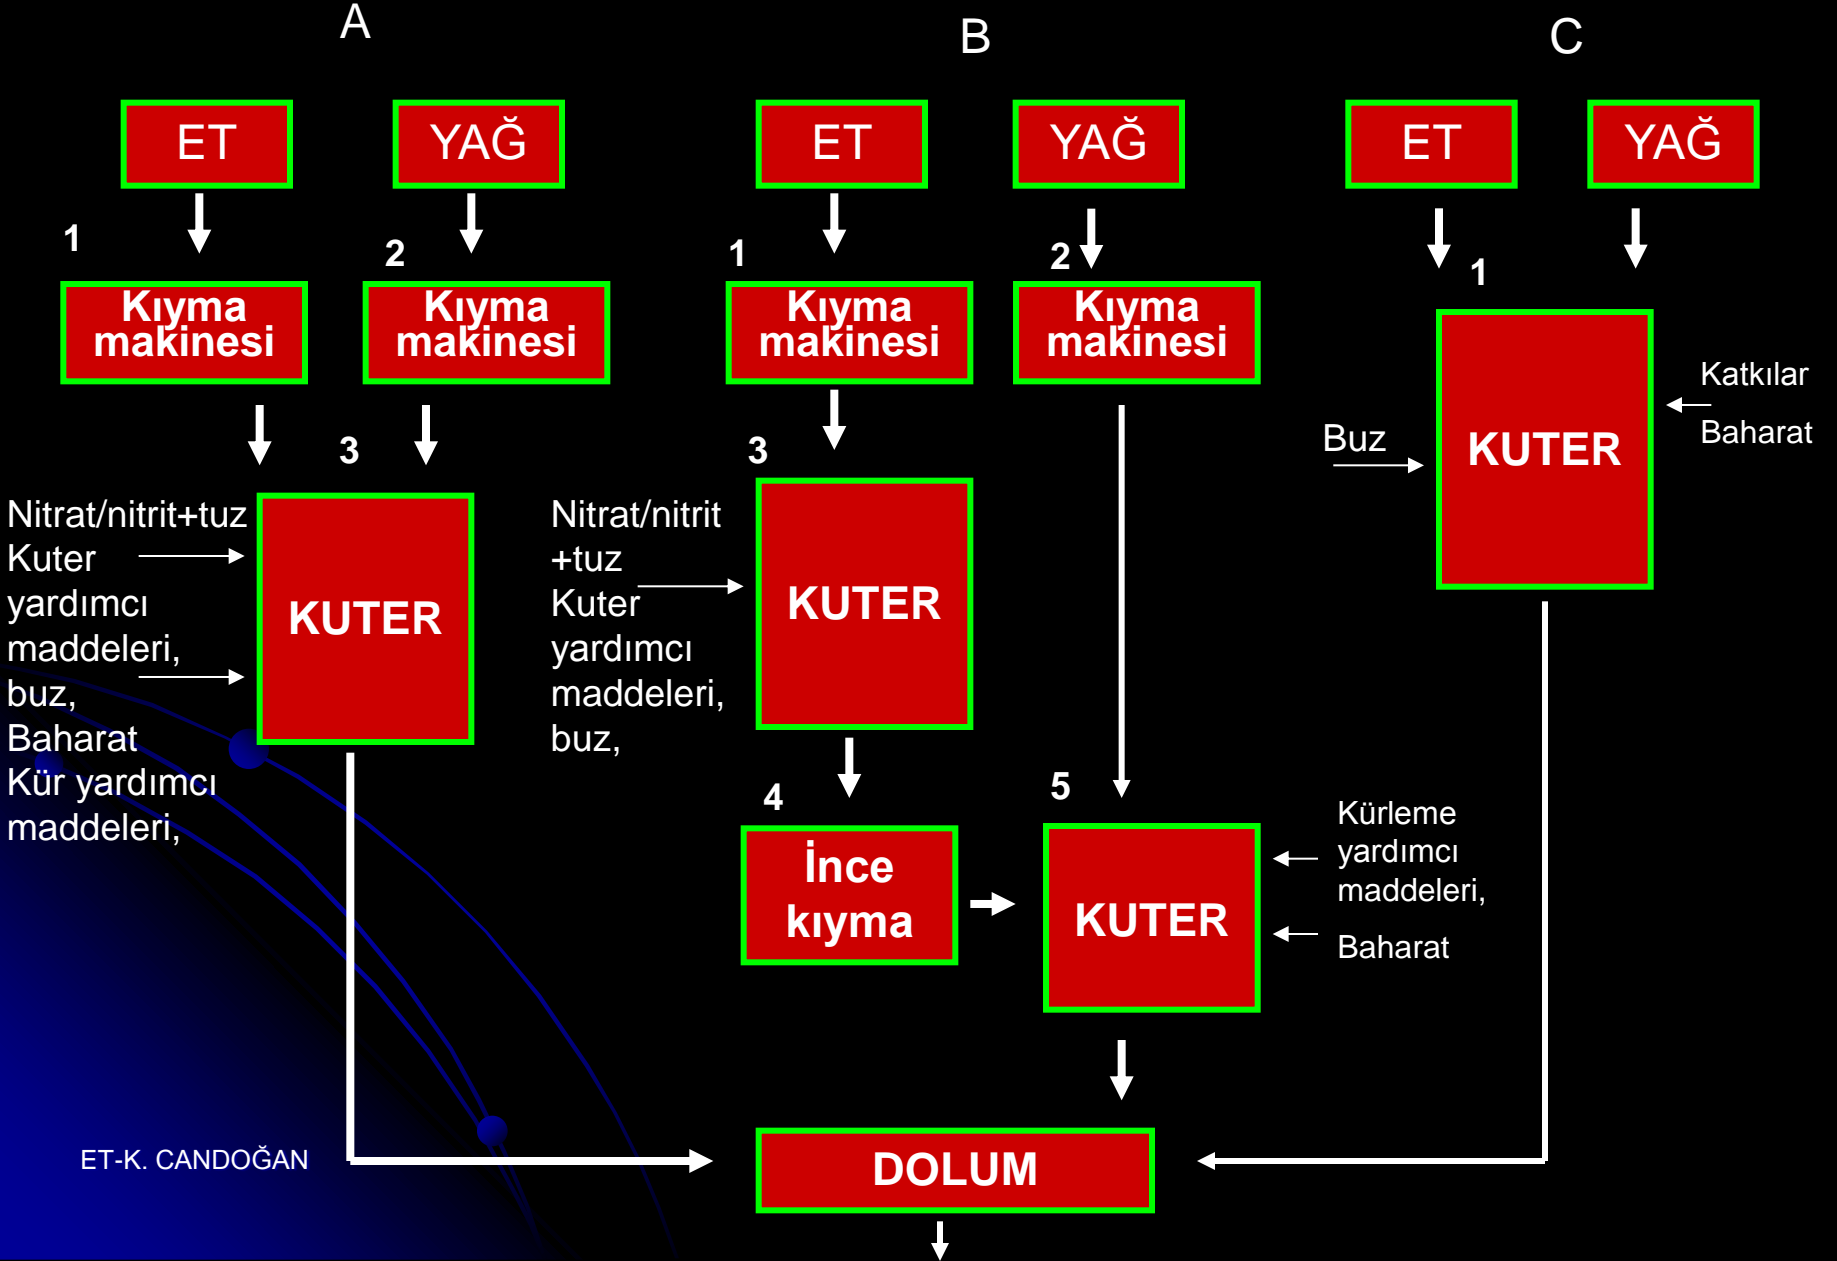 A
B
C
ET
YAĞ
ET
YAĞ
ET
YAĞ
1
2
1
2
1
Kıyma
makinesi
Kıyma
makinesi
Kıyma
makinesi
Kıyma
makinesi
3
Nitrat/nitrit+tuz
Kuter
yardımcı
maddeleri,
buz,
Baharat
Kür yardımcı
maddeleri,
KUTER
3
Nitrat/nitrit
+tuz
Kuter
yardımcı
maddeleri,
buz,
KUTER
Buz
KUTER
Katkılar
Baharat
4
İnce
kıyma
5
KUTER
Kürleme
yardımcı
maddeleri,
Baharat
ET-K. CANDOĞAN
DOLUM